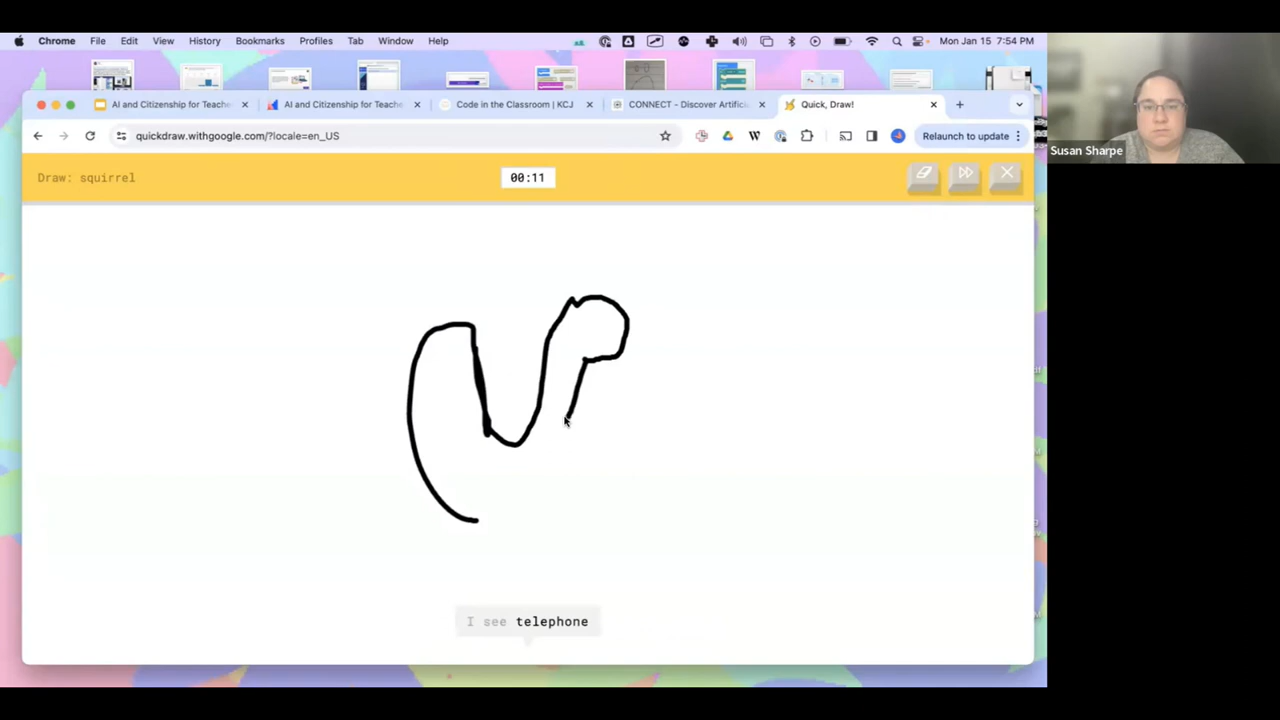 Chrome File Edit View History Bookmarks Profiles Tab Window Help
Mon Jan 15 7:54 PM
AI and Citizenship for Teache
AI and Citizenship for Teache
Code in the Classroom | KCJ
CONNECT - Discover Artific
Quick, Draw!
quickdraw.withgoogle.com/?locale=en_US
W
Relaunch to update
Susan Sharpe
Draw: squirrel
00:11
I see telephone